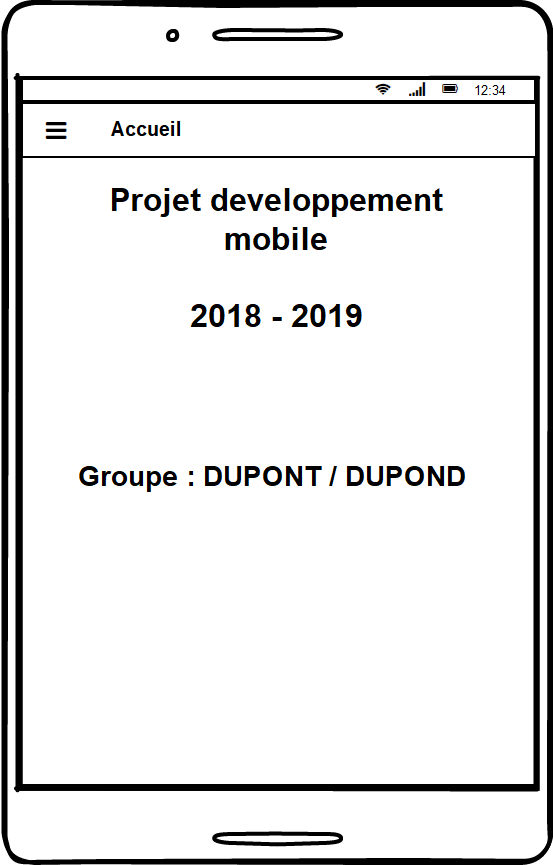 12:34
Accueil
Projet developpement
mobile
2018 - 2019
Groupe : DUPONT / DUPOND